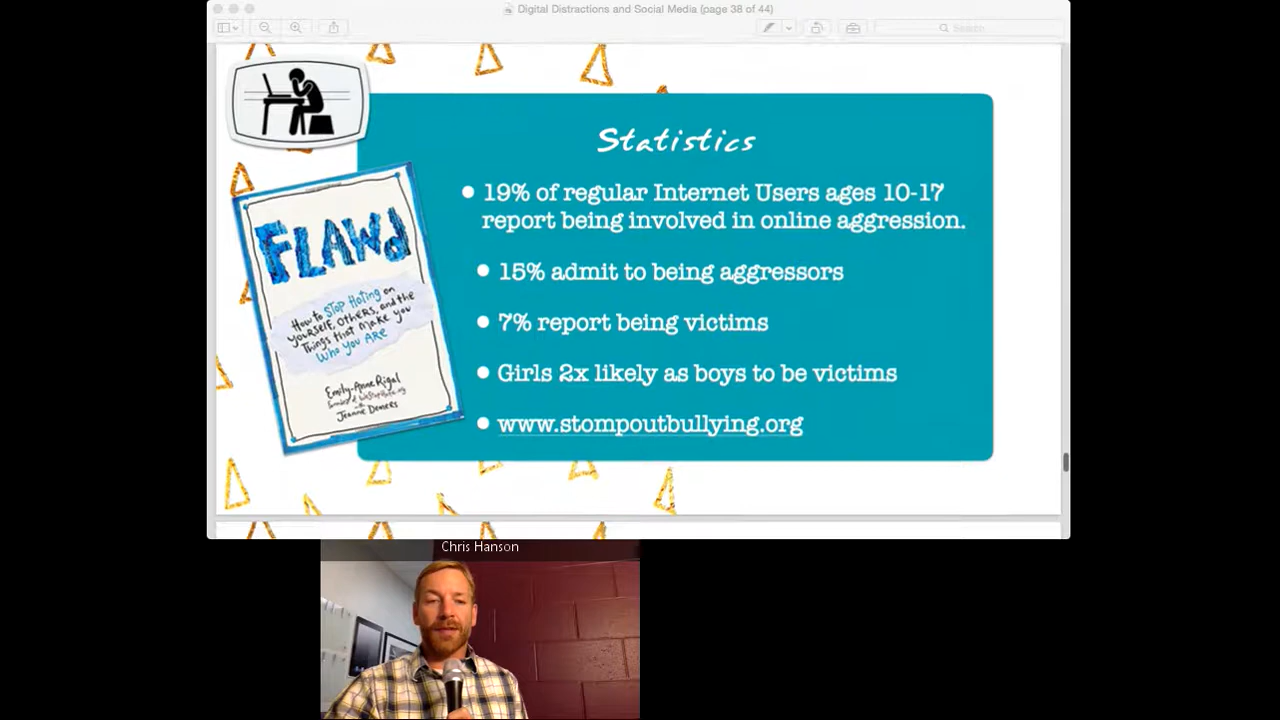 Digital Distractions and Social Media (page 38 of 44)
Search
Statistics
19% of regular Internet Users ages 10-17
report being involved in online aggression.
15% admit to being aggressors
7% report being victims
Girls 2x likely as boys to be victims
www.stompoutbullying.org
FLAWd
How to STOP Hating on
yourself, others, and the
Things that make you
Who you ARE
Emily-Anne Rigal
with
Jeanne Demers
Chris Hanson